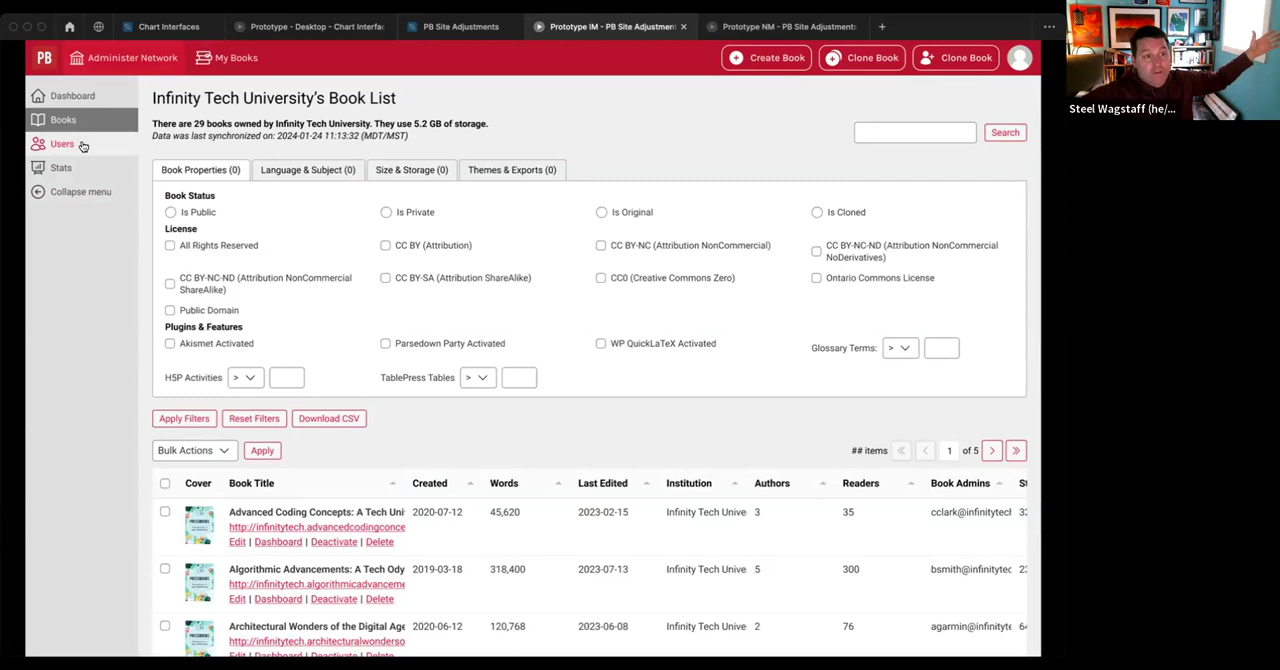 Chart Interfaces
Prototype - Desktop - Chart Interfac
PB Site Adjustments
Prototype IM - PB Site Adjustmen
Prototype NM - PB Site Adjustments
PB
Administer Network
My Books
Create Book
Clone Book
Clone Book
Steel Wagstaff (he/...
Dashboard
Books
Users
Stats
Collapse menu
Infinity Tech University's Book List
There are 29 books owned by Infinity Tech University. They use 5.2 GB of storage.
Data was last synchronized on: 2024-01-24 11:13:32 (MDT/MST)
Search
Book Properties (0)
Language & Subject (0)
Size & Storage (0)
Themes & Exports (0)
Book Status
Is Public
Is Private
Is Original
Is Cloned
License
All Rights Reserved
CC BY (Attribution)
CC BY-NC (Attribution NonCommercial)
CC BY-NC-ND (Attribution NonCommercial
NoDerivatives)
CC BY-NC-ND (Attribution NonCommercial
ShareAlike)
CC BY-SA (Attribution ShareAlike)
CC0 (Creative Commons Zero)
Ontario Commons License
Public Domain
Plugins & Features
Akismet Activated
Parsedown Party Activated
WP QuickLaTeX Activated
Glossary Terms: >
H5P Activities >
TablePress Tables >
Apply Filters
Reset Filters
Download CSV
Bulk Actions
Apply
## items « < 1 of 5 > »
Cover Book Title Created Words Last Edited Institution Authors Readers Book Admins St
Advanced Coding Concepts: A Tech Uni 2020-07-12 45,620 2023-02-15 Infinity Tech Unive 3 35 cclark@infinitytecl 32
http://infinitytech.advancedcodingconce
Edit | Dashboard | Deactivate | Delete
Algorithmic Advancements: A Tech Ody 2019-03-18 318,400 2023-07-13 Infinity Tech Unive 5 300 bsmith@infinitytec 23
http://infinitytech.algorithmicadvanceme
Edit | Dashboard | Deactivate | Delete
Architectural Wonders of the Digital Age 2020-06-12 120,768 2023-06-08 Infinity Tech Unive 2 76 agarmin@infinityte 64
http://infinitytech.architecturalwonderso
Edit | Dashboard | Deactivate | Delete